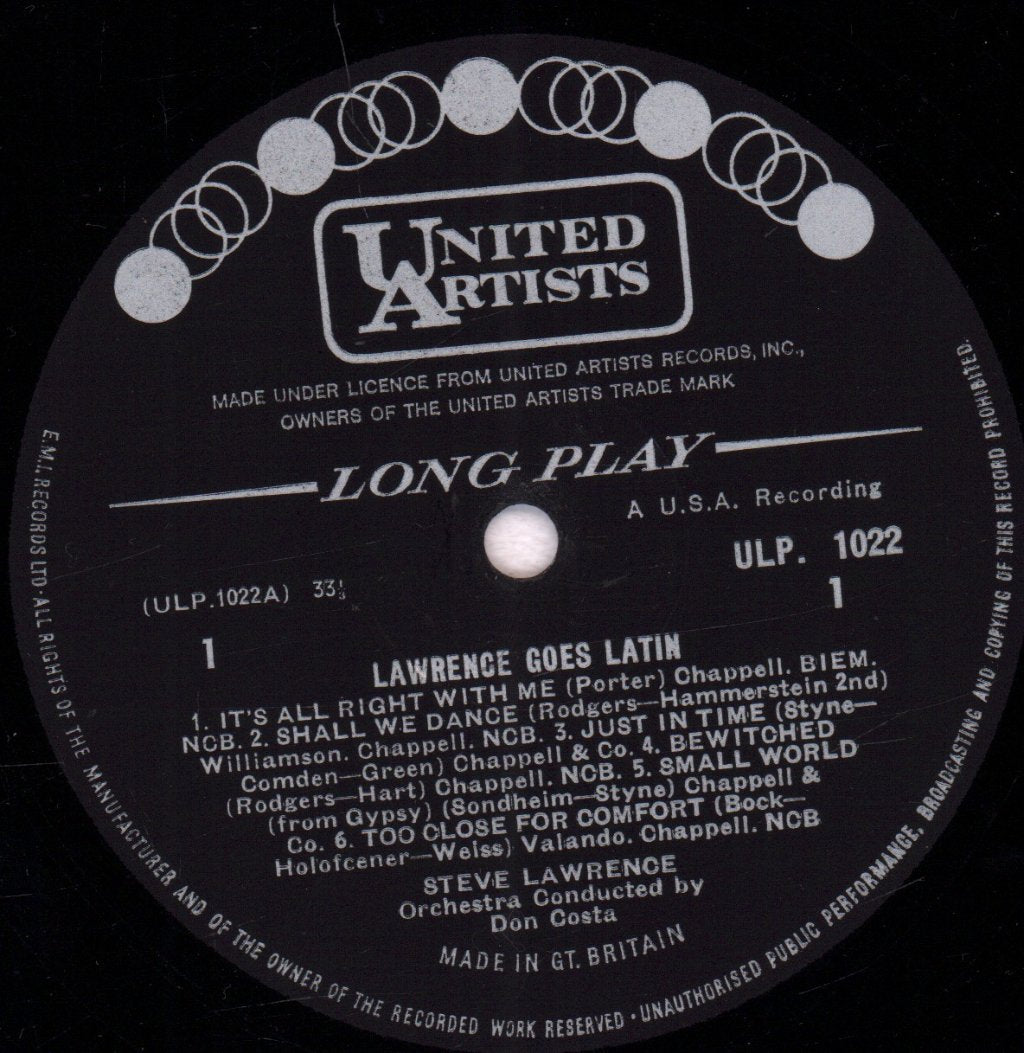 UNITED
ARTISTS
MADE UNDER LICENCE FROM UNITED ARTISTS RECORDS, INC.,
OWNERS OF THE UNITED ARTISTS TRADE MARK
LONG PLAY
A U.S.A. Recording
ULP. 1022
(ULP.1022A) 33⅓
1
1
LAWRENCE GOES LATIN
1. IT'S ALL RIGHT WITH ME (Porter) Chappell. BIEM.
NCB. 2. SHALL WE DANCE (Rodgers—Hammerstein 2nd)
Williamson. Chappell. NCB. 3. JUST IN TIME (Styne—
Comden—Green) Chappell & Co. 4. BEWITCHED
(Rodgers—Hart) Chappell. NCB. 5. SMALL WORLD
(from Gypsy) (Sondheim—Styne) Chappell &
Co. 6. TOO CLOSE FOR COMFORT (Bock—
Holofcener—Weiss) Valando. Chappell. NCB
STEVE LAWRENCE
Orchestra Conducted by
Don Costa
MADE IN GT. BRITAIN
E.M.I. RECORDS LTD · ALL RIGHTS OF THE MANUFACTURER AND OF THE OWNER OF THE RECORDED WORK RESERVED · UNAUTHORISED PUBLIC PERFORMANCE, BROADCASTING AND COPYING OF THIS RECORD PROHIBITED.